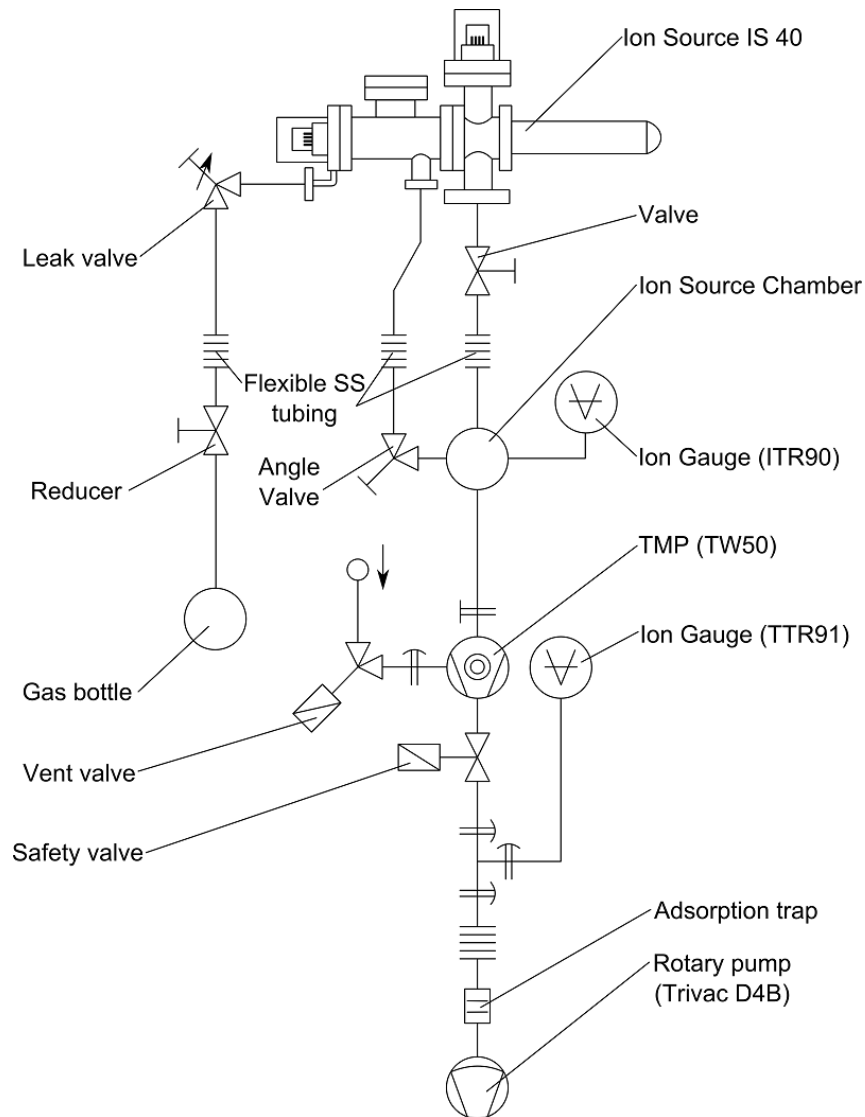 Ion Source IS 40
Leak valve
Valve
Ion Source Chamber
Flexible SS
tubing
Reducer
Angle
Valve
Ion Gauge (ITR90)
TMP (TW50)
Ion Gauge (TTR91)
Gas bottle
Vent valve
Safety valve
Adsorption trap
Rotary pump
(Trivac D4B)